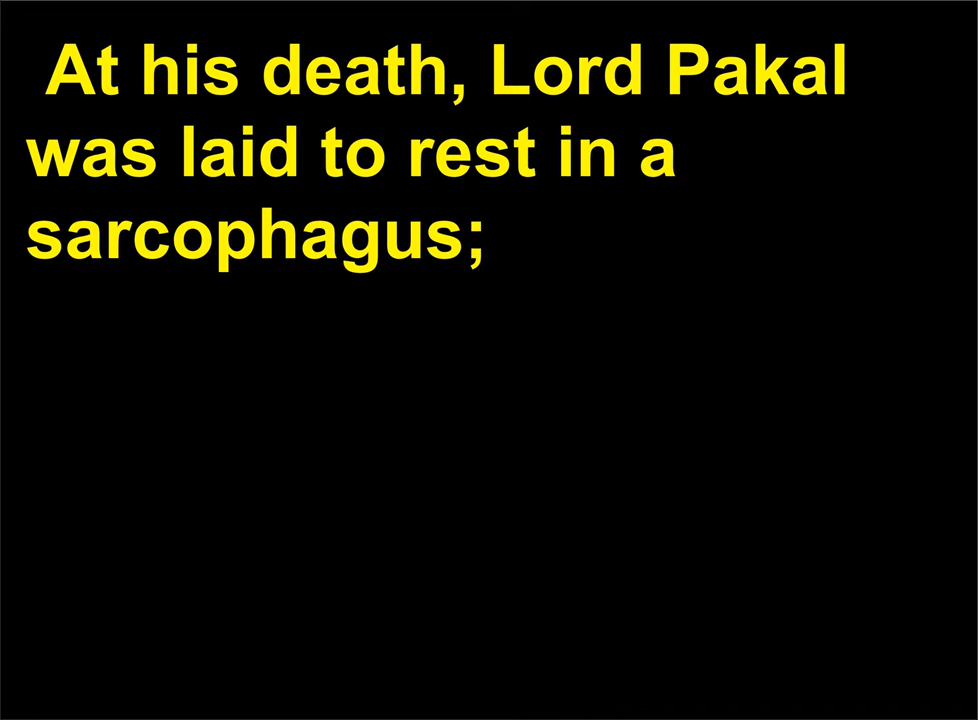 At his death, Lord Pakal
was laid to rest in a
sarcophagus;